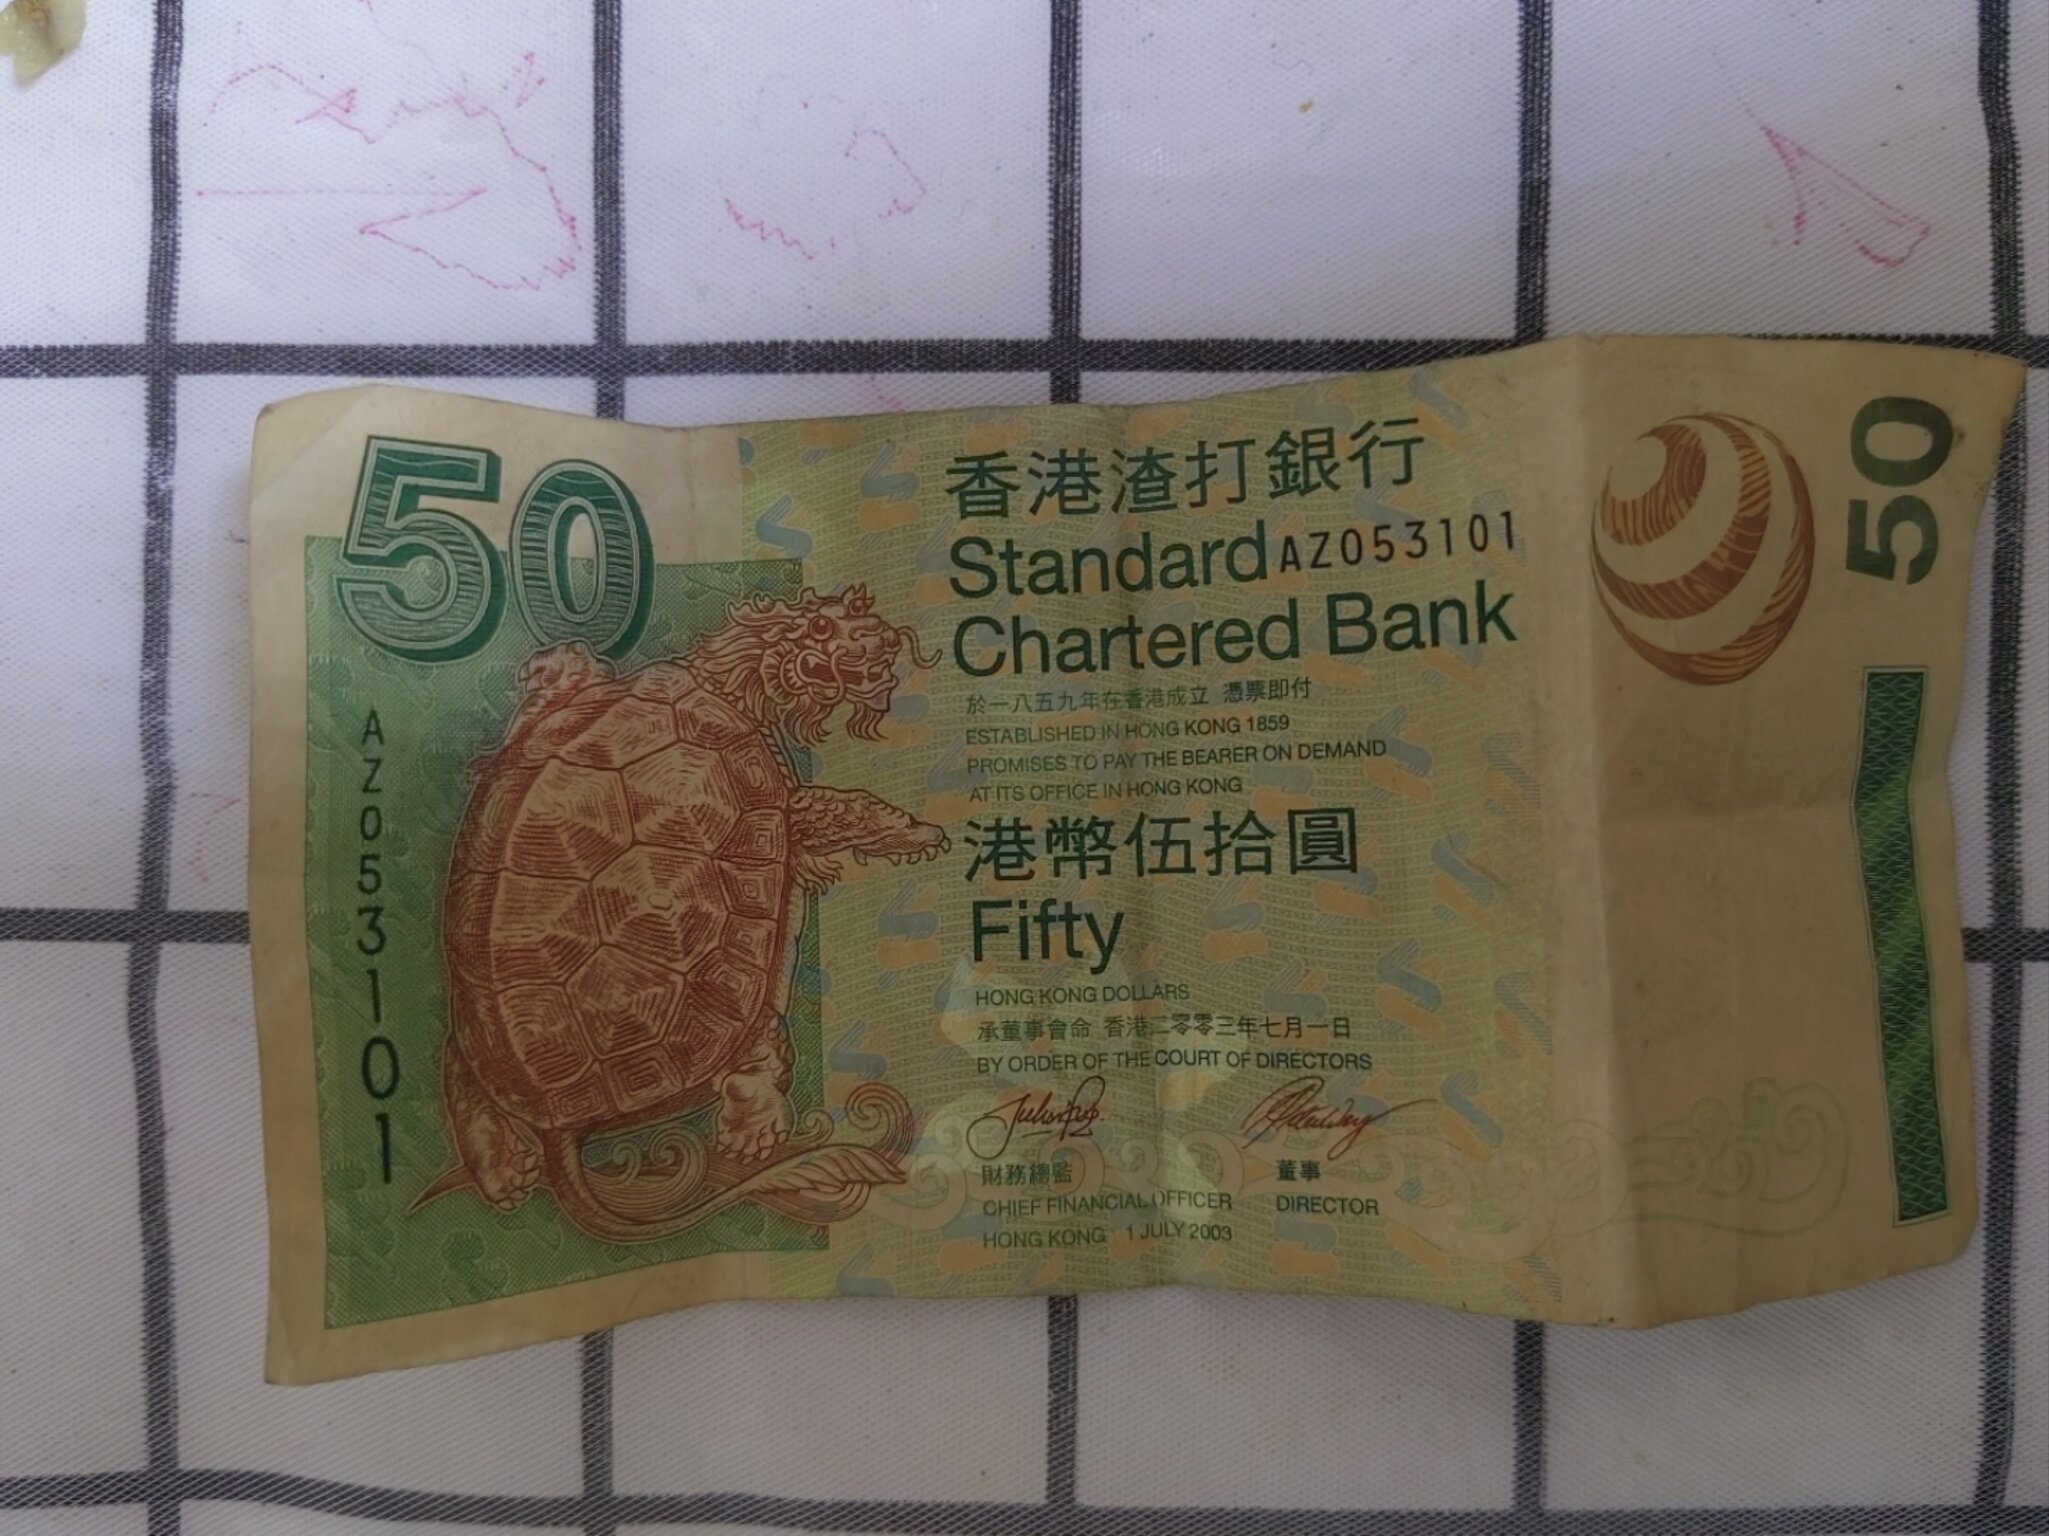 50
香港渣打銀行
Standard AZ053101
Chartered Bank
於一八五九年在香港成立 憑票即付
ESTABLISHED IN HONG KONG 1859
PROMISES TO PAY THE BEARER ON DEMAND
AT ITS OFFICE IN HONG KONG
港幣伍拾圓
Fifty
HONG KONG DOLLARS
承董事會命 香港二零零三年七月一日
BY ORDER OF THE COURT OF DIRECTORS
財務總監 董事
CHIEF FINANCIAL OFFICER DIRECTOR
HONG KONG 1 JULY 2003
AZ053101
50